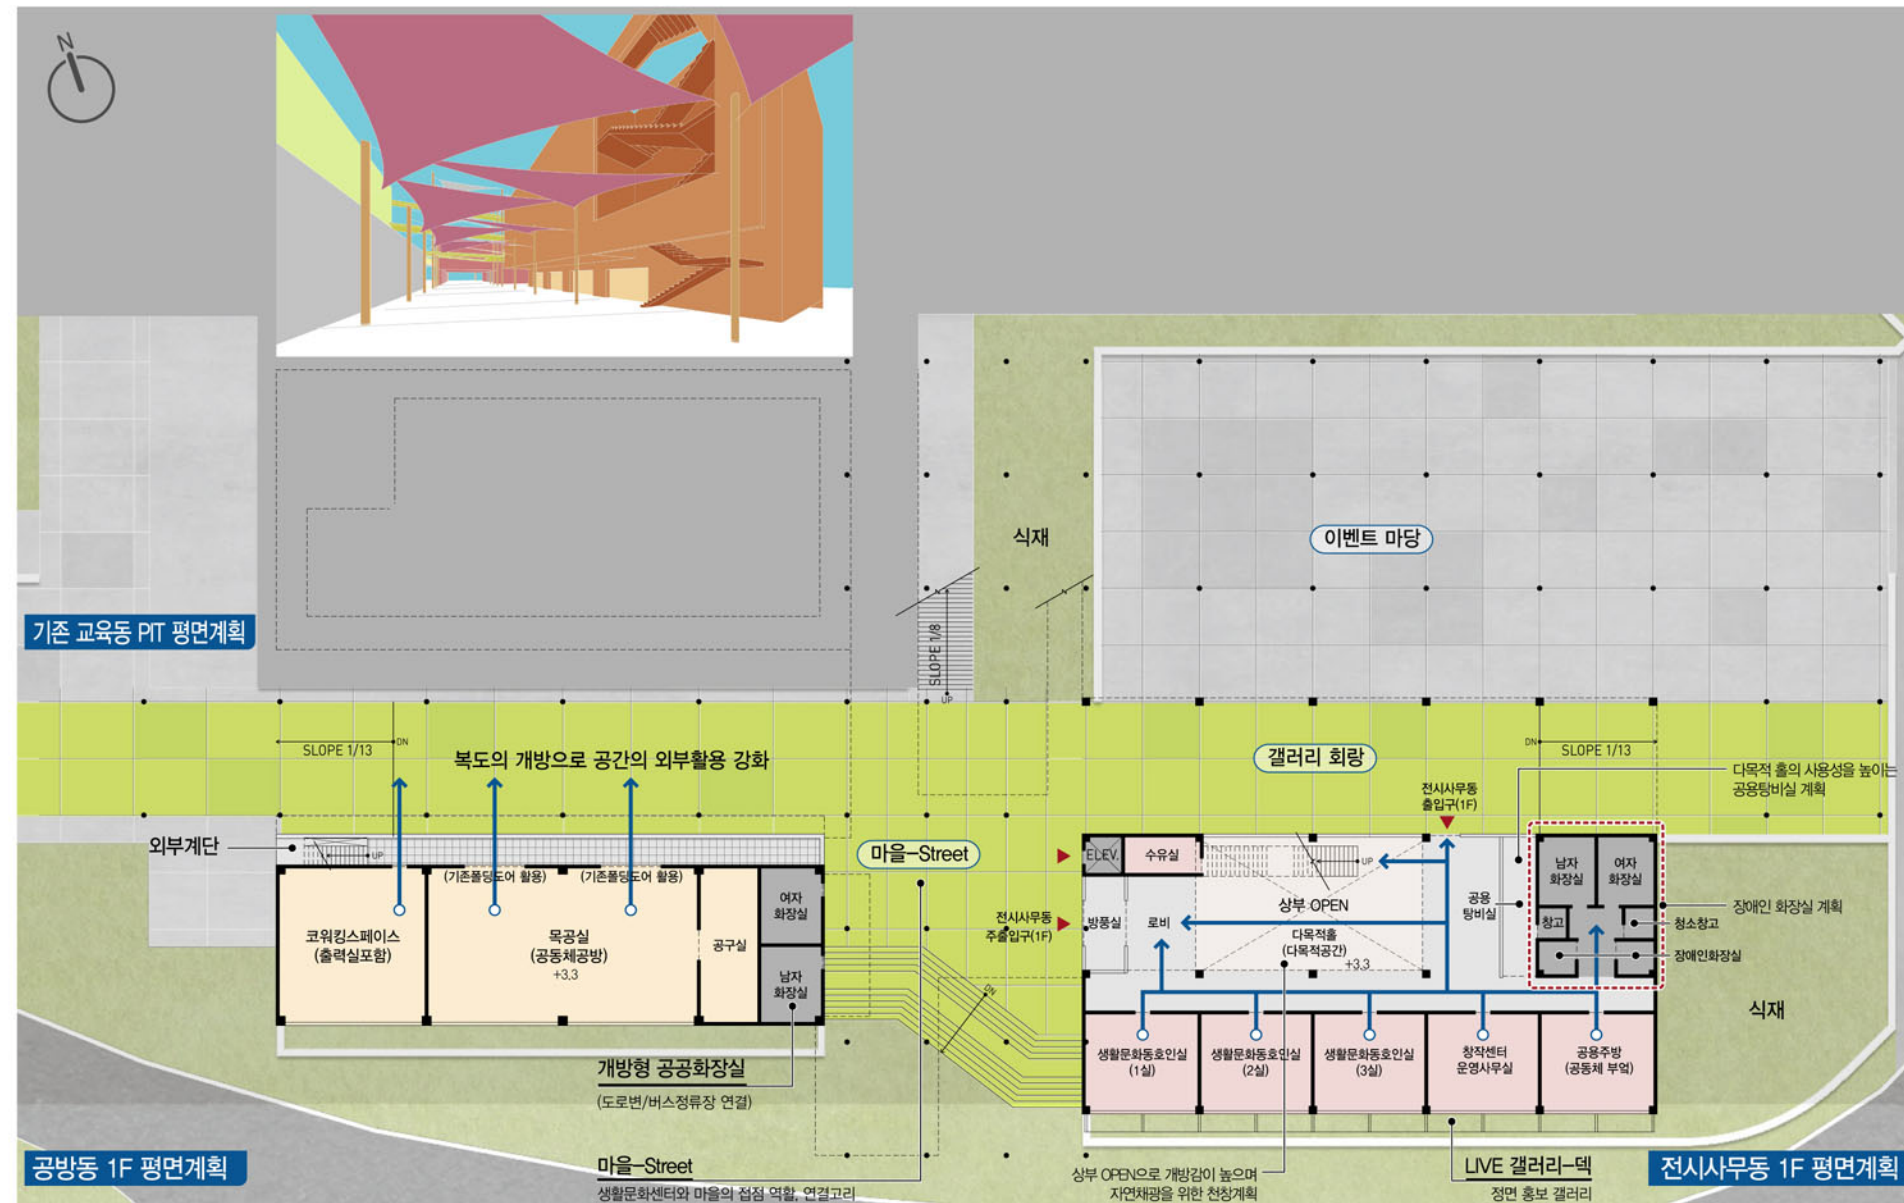 N
식재
이벤트 마당
기존 교육동 PIT 평면계획
SLOPE 1/8
UP
SLOPE 1/13
DN
복도의 개방으로 공간의 외부활용 강화
갤러리 회랑
DN
SLOPE 1/13
다목적 홀의 사용성을 높이는
공용탕비실 계획
전시사무동
출입구(1F)
외부계단
UP
(기존폴딩도어 활용)
(기존폴딩도어 활용)
마을-Street
ELEV.
수유실
UP
남자
화장실
여자
화장실
여자
화장실
공용
탕비실
장애인 화장실 계획
상부 OPEN
전시사무동
주출입구(1F)
방풍실
로비
창고
청소창고
코워킹스페이스
(출력실포함)
목공실
(공동체공방)
+3.3
공구실
다목적홀
(다목적공간)
+3.3
장애인화장실
남자
화장실
DN
식재
생활문화동호인실
(1실)
생활문화동호인실
(2실)
생활문화동호인실
(3실)
창작센터
운영사무실
공용주방
(공동체 부엌)
개방형 공공화장실
(도로변/버스정류장 연결)
공방동 1F 평면계획
마을-Street
생활문화센터와 마을의 접점 역할, 연결고리
상부 OPEN으로 개방감이 높으며
자연채광을 위한 천창계획
LIVE 갤러리-덱
정면 홍보 갤러리
전시사무동 1F 평면계획